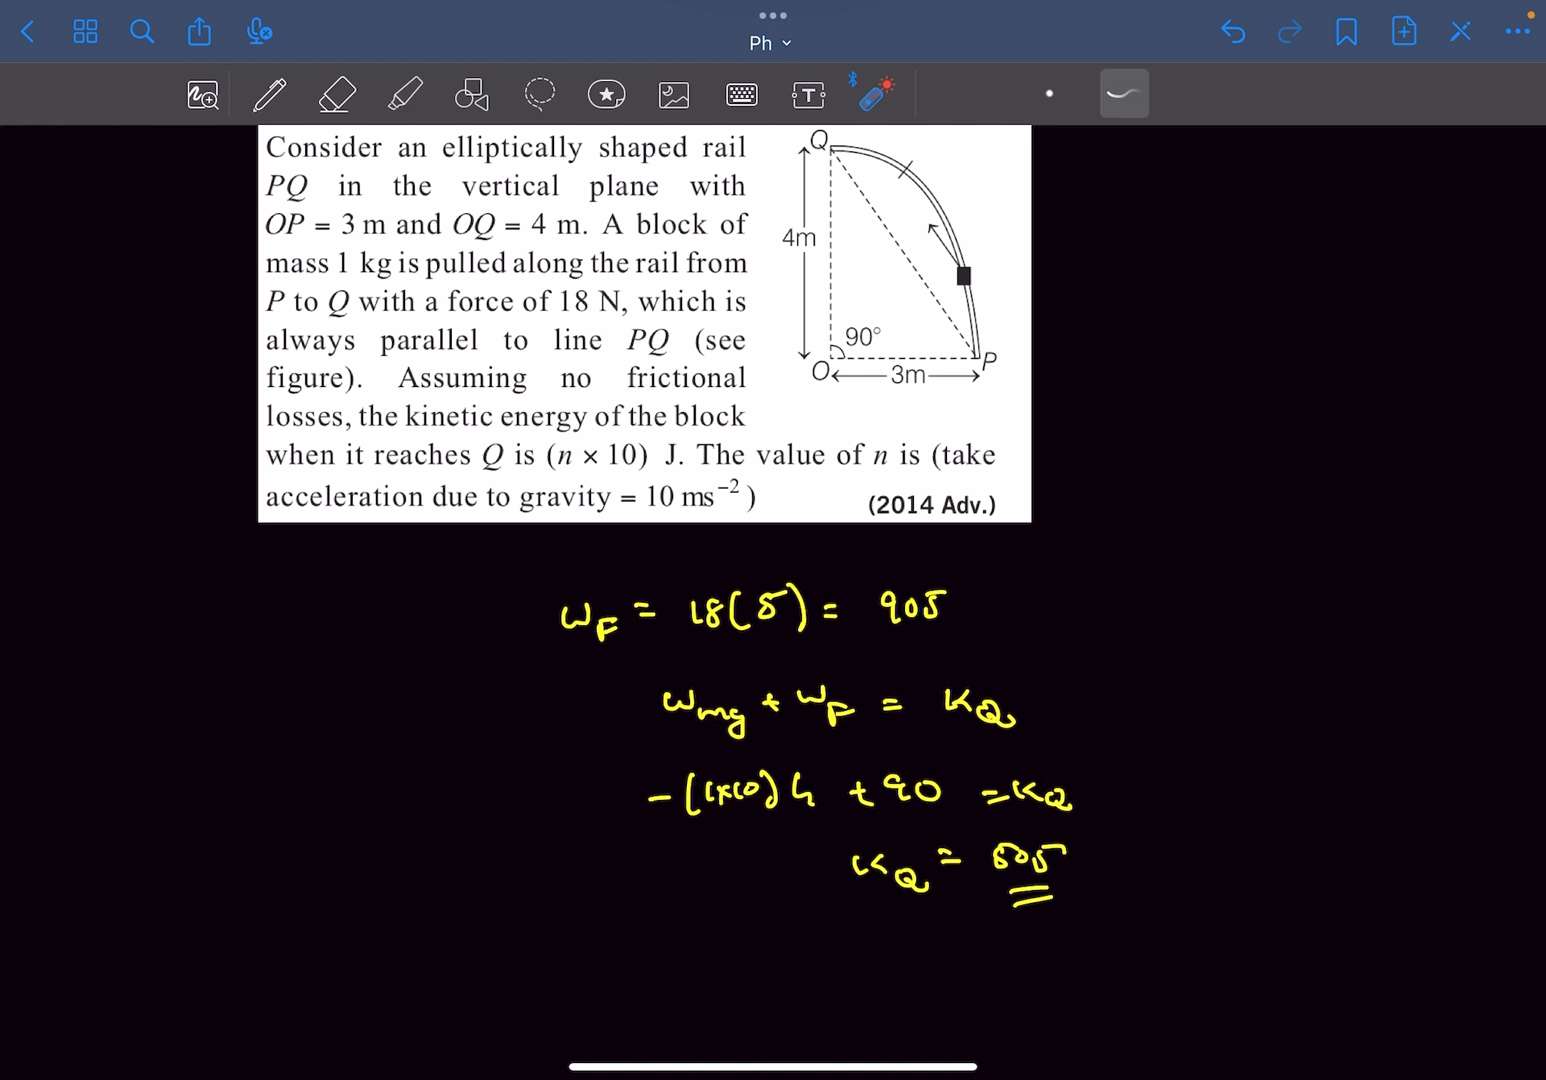 Ph
Consider an elliptically shaped rail
PQ in the vertical plane with
OP = 3 m and OQ = 4 m. A block of
mass 1 kg is pulled along the rail from
P to Q with a force of 18 N, which is
always parallel to line PQ (see
figure). Assuming no frictional
losses, the kinetic energy of the block
when it reaches Q is (n × 10) J. The value of n is (take
acceleration due to gravity = 10 ms⁻²)
(2014 Adv.)
Q
4m
90°
O
3m
P
W_F = 18(5) = 90J
W_mg + W_F = K_Q
-(1×10)4 + 90 = K_Q
K_Q = 50J